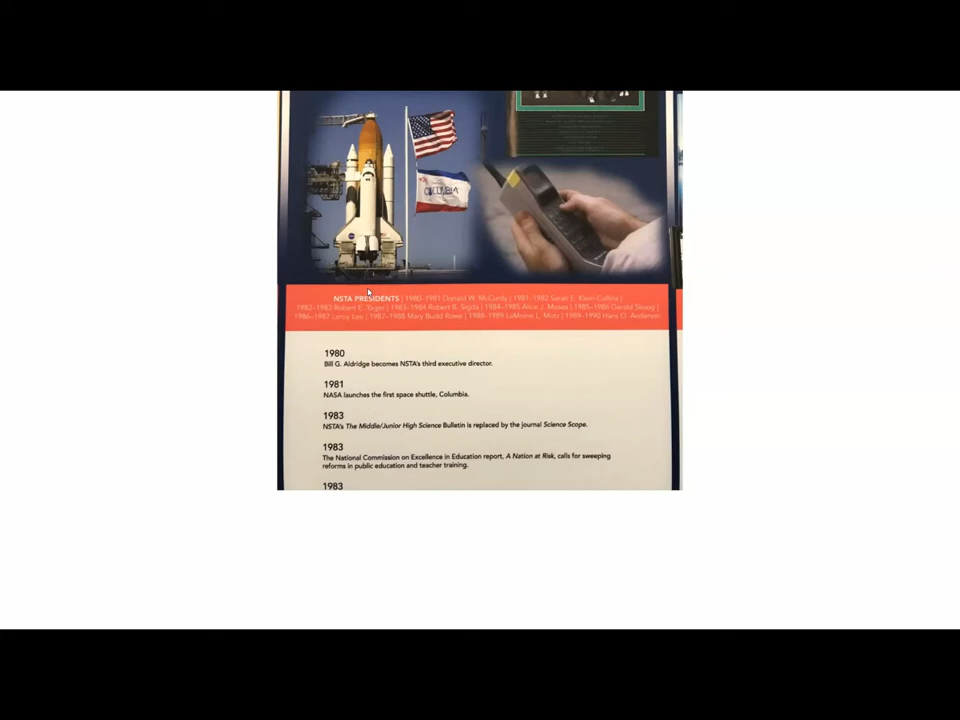 COLUMBIA
NSTA PRESIDENTS | 1980–1981 Donald W. McCurdy | 1981–1982 Sarah E. Klein-Collins |
1982–1983 Robert E. Yager | 1983–1984 Robert B. Sigda | 1984–1985 Alice J. Moses | 1985–1986 Gerald Skoog |
1986–1987 LeRoy Lee | 1987–1988 Mary Budd Rowe | 1988–1989 LaMoine L. Motz | 1989–1990 Hans O. Andersen
1980
Bill G. Aldridge becomes NSTA's third executive director.
1981
NASA launches the first space shuttle, Columbia.
1983
NSTA's The Middle/Junior High Science Bulletin is replaced by the journal Science Scope.
1983
The National Commission on Excellence in Education report, A Nation at Risk, calls for sweeping
reforms in public education and teacher training.
1983